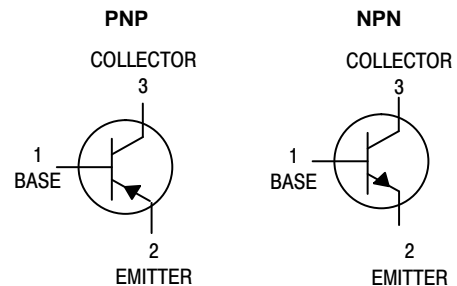 PNP
COLLECTOR
3
1
BASE
2
EMITTER
NPN
COLLECTOR
3
1
BASE
2
EMITTER